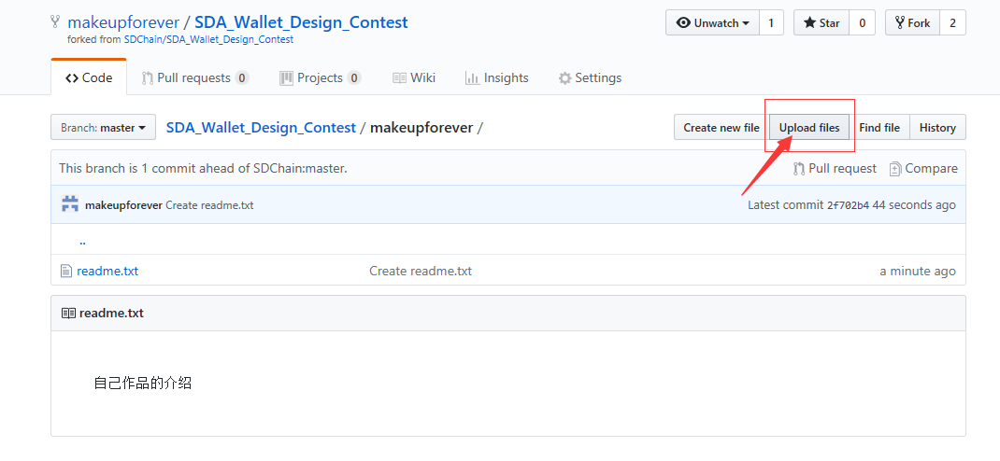 makeupforever / SDA_Wallet_Design_Contest
forked from SDChain/SDA_Wallet_Design_Contest
Unwatch 1 Star 0 Fork 2
Code Pull requests 0 Projects 0 Wiki Insights Settings
Branch: master SDA_Wallet_Design_Contest / makeupforever / Create new file Upload files Find file History
This branch is 1 commit ahead of SDChain:master. Pull request Compare
makeupforever Create readme.txt Latest commit 2f702b4 44 seconds ago
..
readme.txt Create readme.txt a minute ago
readme.txt
自己作品的介绍